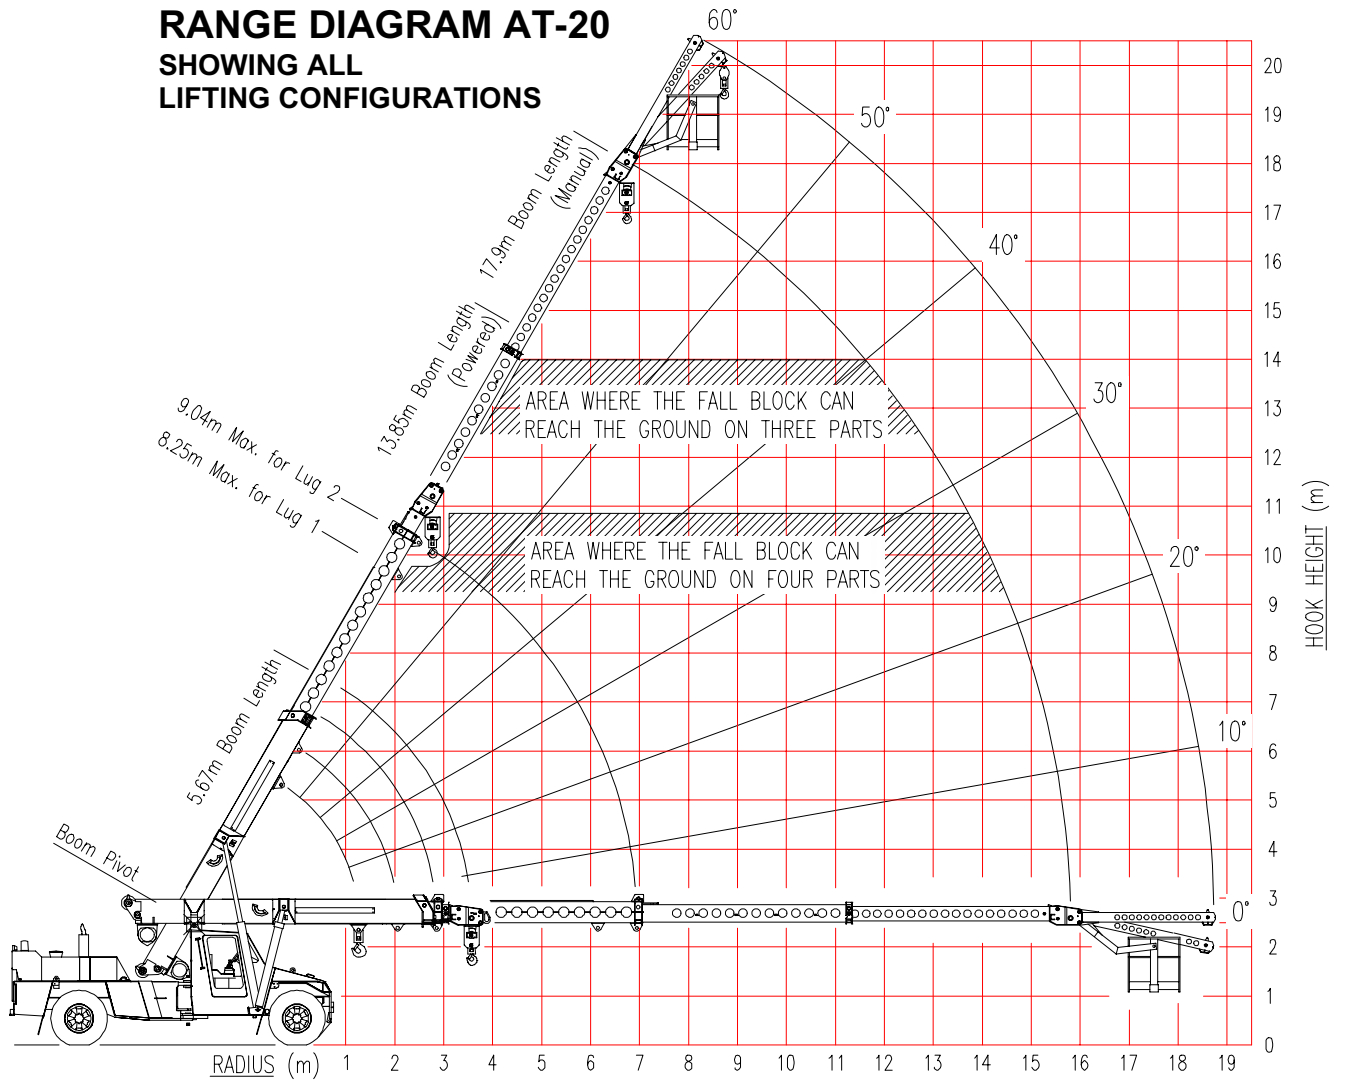 RANGE DIAGRAM AT-20
SHOWING ALL
LIFTING CONFIGURATIONS
60°
50°
40°
30°
20°
10°
0°
17.9m Boom Length
(Manual))
13.85m Boom Length
(Powered))
9.04m Max. for Lug 2
8.25m Max. for Lug 1
5.67m Boom Length
Boom Pivot
AREA WHERE THE FALL BLOCK CAN
REACH THE GROUND ON THREE PARTS
AREA WHERE THE FALL BLOCK CAN
REACH THE GROUND ON FOUR PARTS
20
19
18
17
16
15
14
13
12
11
10
9
8
7
6
5
4
3
2
1
0
HOOK HEIGHT (m)
RADIUS (m) 1 2 3 4 5 6 7 8 9 10 11 12 13 14 15 16 17 18 19